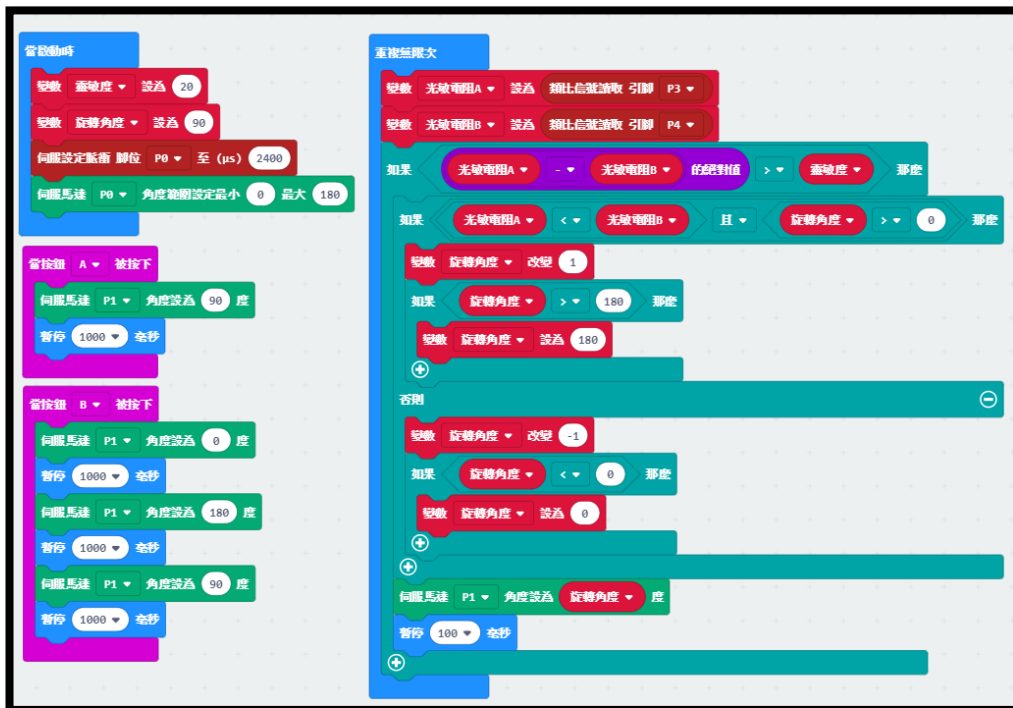 當啟動時
變數 靈敏度 設為 20
變數 旋轉角度 設為 90
伺服設定脈衝 腳位 P0 至 (μs) 2400
伺服馬達 P0 角度範圍設定最小 0 最大 180
當按鈕 A 被按下
伺服馬達 P1 角度設為 90 度
暫停 1000 毫秒
當按鈕 B 被按下
伺服馬達 P1 角度設為 0 度
暫停 1000 毫秒
伺服馬達 P1 角度設為 180 度
暫停 1000 毫秒
伺服馬達 P1 角度設為 90 度
暫停 1000 毫秒
重複無限次
變數 光敏電阻A 設為 類比信號讀取 引腳 P3
變數 光敏電阻B 設為 類比信號讀取 引腳 P4
如果 光敏電阻A - 光敏電阻B 的絕對值 > 靈敏度 那麼
如果 光敏電阻A < 光敏電阻B 且 旋轉角度 > 0 那麼
變數 旋轉角度 改變 1
如果 旋轉角度 > 180 那麼
變數 旋轉角度 設為 180
否則
變數 旋轉角度 改變 -1
如果 旋轉角度 < 0 那麼
變數 旋轉角度 設為 0
伺服馬達 P1 角度設為 旋轉角度 度
暫停 100 毫秒